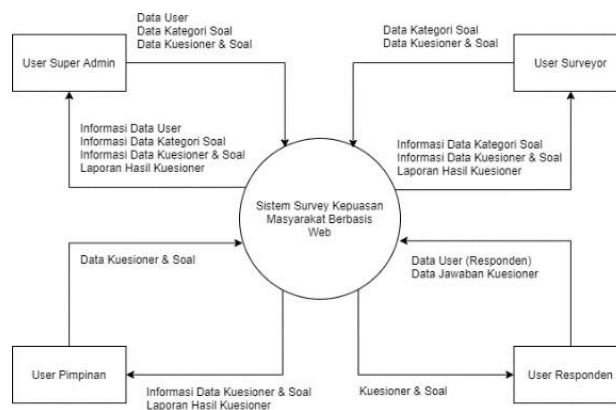 Data User
Data Kategori Soal
Data Kuesioner & Soal
Data Kategori Soal
Data Kuesioner & Soal
User Super Admin
User Surveyor
Informasi Data User
Informasi Data Kategori Soal
Informasi Data Kuesioner & Soal
Laporan Hasil Kuesioner
Informasi Data Kategori Soal
Informasi Data Kuesioner & Soal
Laporan Hasil Kuesioner
Sistem Survey Kepuasan
Masyarakat Berbasis
Web
Data Kuesioner & Soal
Data User (Responden)
Data Jawaban Kuesioner
User Pimpinan
User Responden
Informasi Data Kuesioner & Soal
Laporan Hasil Kuesioner
Kuesioner & Soal